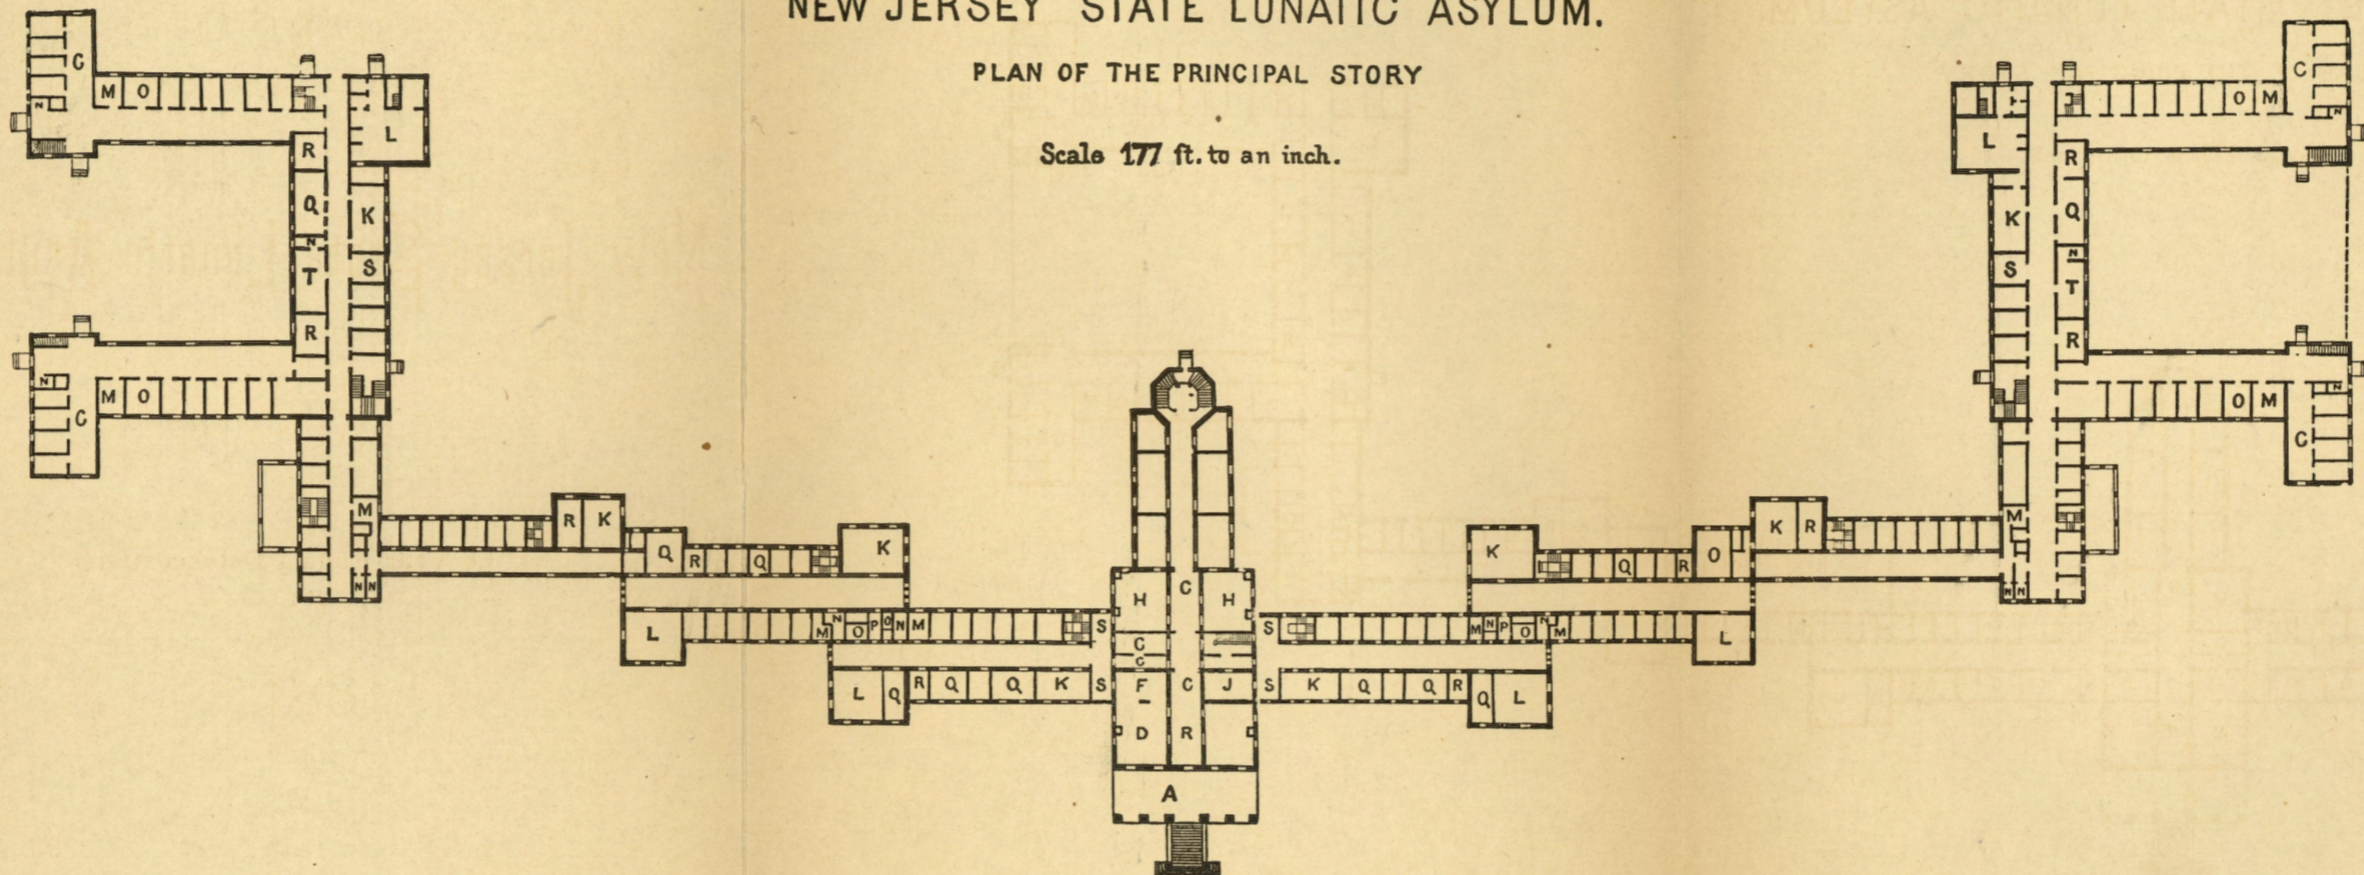 NEW JERSEY STATE LUNATIC ASYLUM.
PLAN OF THE PRINCIPAL STORY
Scale 177 ft. to an inch.
C
C
M O
O M
L
L
N
N
R
R
Q
Q
K
K
N
N
T
S
S
T
R
R
N
N
M O
O M
C
C
M
R K
K R
M
Q R Q K
K Q R O
N N
N N
H C H
L
M N O P O N M S
S M N P O N M
L
C
C
L Q R Q Q K S F C J S K Q Q R Q L
D R
A